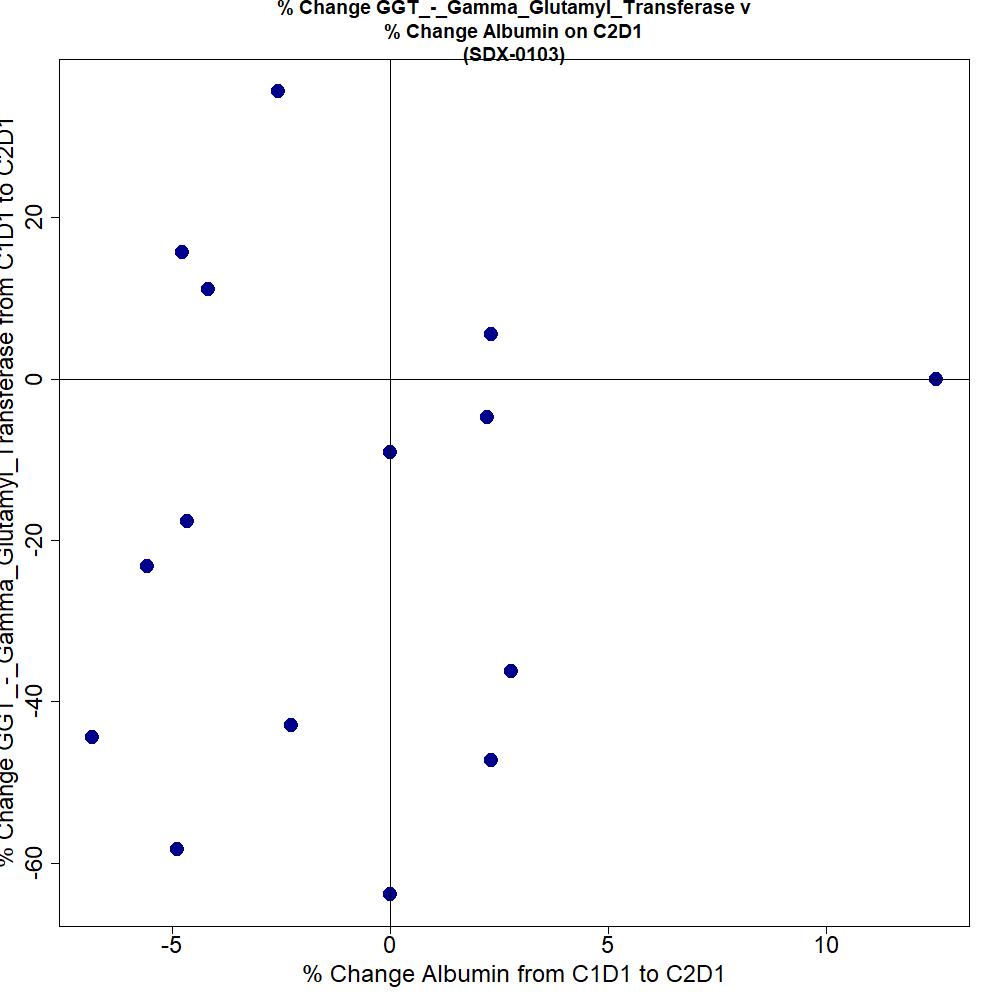 % Change GGT_-_Gamma_Glutamyl_Transferase v
% Change Albumin on C2D1
(SDX-0103)
% Change GGT_-_Gamma_Glutamyl_Transferase from C1D1 to C2D1
20
0
-20
-40
-60
-5
0
5
10
% Change Albumin from C1D1 to C2D1